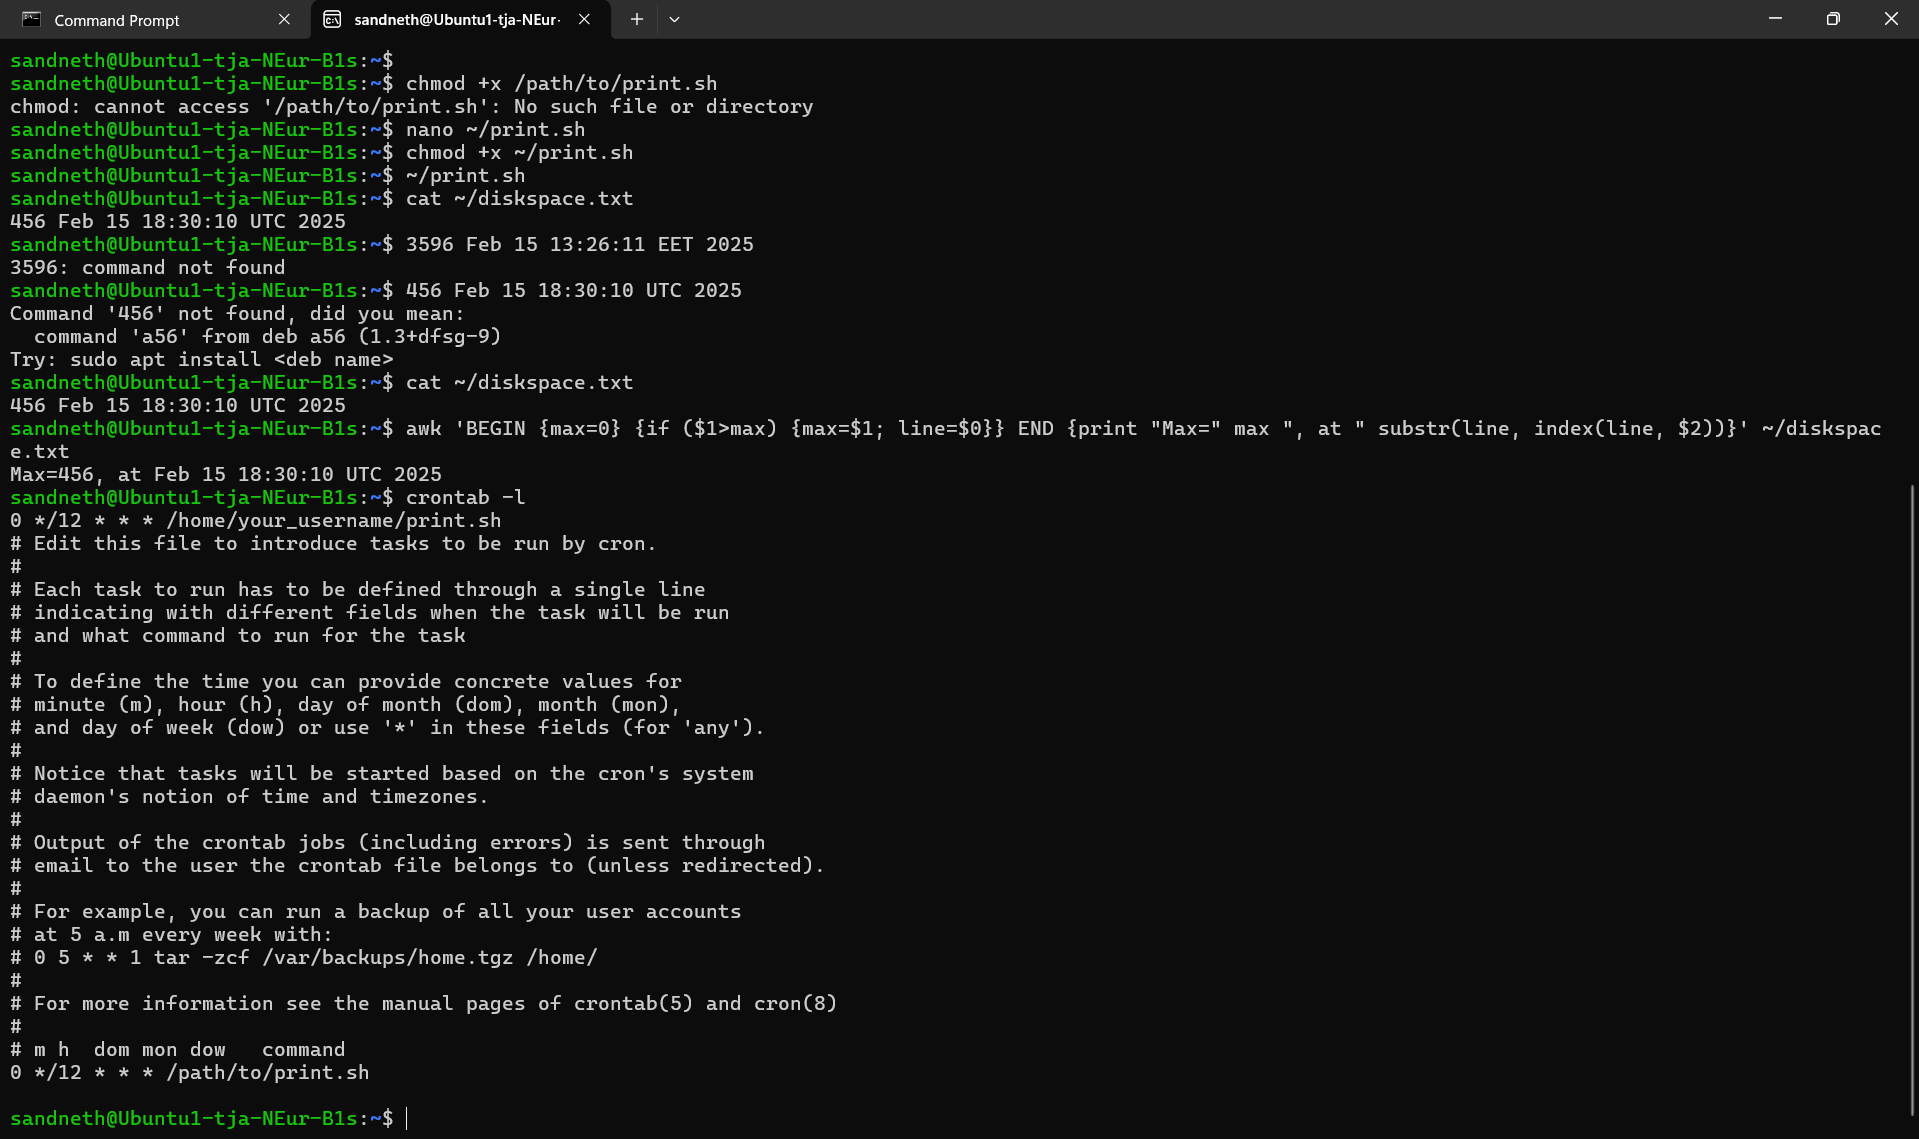 Command Prompt
sandneth@Ubuntu1-tja-NEur-
sandneth@Ubuntu1-tja-NEur-B1s:~$
sandneth@Ubuntu1-tja-NEur-B1s:~$ chmod +x /path/to/print.sh
chmod: cannot access '/path/to/print.sh': No such file or directory
sandneth@Ubuntu1-tja-NEur-B1s:~$ nano ~/print.sh
sandneth@Ubuntu1-tja-NEur-B1s:~$ chmod +x ~/print.sh
sandneth@Ubuntu1-tja-NEur-B1s:~$ ~/print.sh
sandneth@Ubuntu1-tja-NEur-B1s:~$ cat ~/diskspace.txt
456 Feb 15 18:30:10 UTC 2025
sandneth@Ubuntu1-tja-NEur-B1s:~$ 3596 Feb 15 13:26:11 EET 2025
3596: command not found
sandneth@Ubuntu1-tja-NEur-B1s:~$ 456 Feb 15 18:30:10 UTC 2025
Command '456' not found, did you mean:
  command 'a56' from deb a56 (1.3+dfsg-9)
Try: sudo apt install <deb name>
sandneth@Ubuntu1-tja-NEur-B1s:~$ cat ~/diskspace.txt
456 Feb 15 18:30:10 UTC 2025
sandneth@Ubuntu1-tja-NEur-B1s:~$ awk 'BEGIN {max=0} {if ($1>max) {max=$1; line=$0}} END {print "Max=" max ", at " substr(line, index(line, $2))}' ~/diskspac
e.txt
Max=456, at Feb 15 18:30:10 UTC 2025
sandneth@Ubuntu1-tja-NEur-B1s:~$ crontab -l
0 */12 * * * /home/your_username/print.sh
# Edit this file to introduce tasks to be run by cron.
#
# Each task to run has to be defined through a single line
# indicating with different fields when the task will be run
# and what command to run for the task
#
# To define the time you can provide concrete values for
# minute (m), hour (h), day of month (dom), month (mon),
# and day of week (dow) or use '*' in these fields (for 'any').
#
# Notice that tasks will be started based on the cron's system
# daemon's notion of time and timezones.
#
# Output of the crontab jobs (including errors) is sent through
# email to the user the crontab file belongs to (unless redirected).
#
# For example, you can run a backup of all your user accounts
# at 5 a.m every week with:
# 0 5 * * 1 tar -zcf /var/backups/home.tgz /home/
#
# For more information see the manual pages of crontab(5) and cron(8)
#
# m h  dom mon dow   command
0 */12 * * * /path/to/print.sh
sandneth@Ubuntu1-tja-NEur-B1s:~$